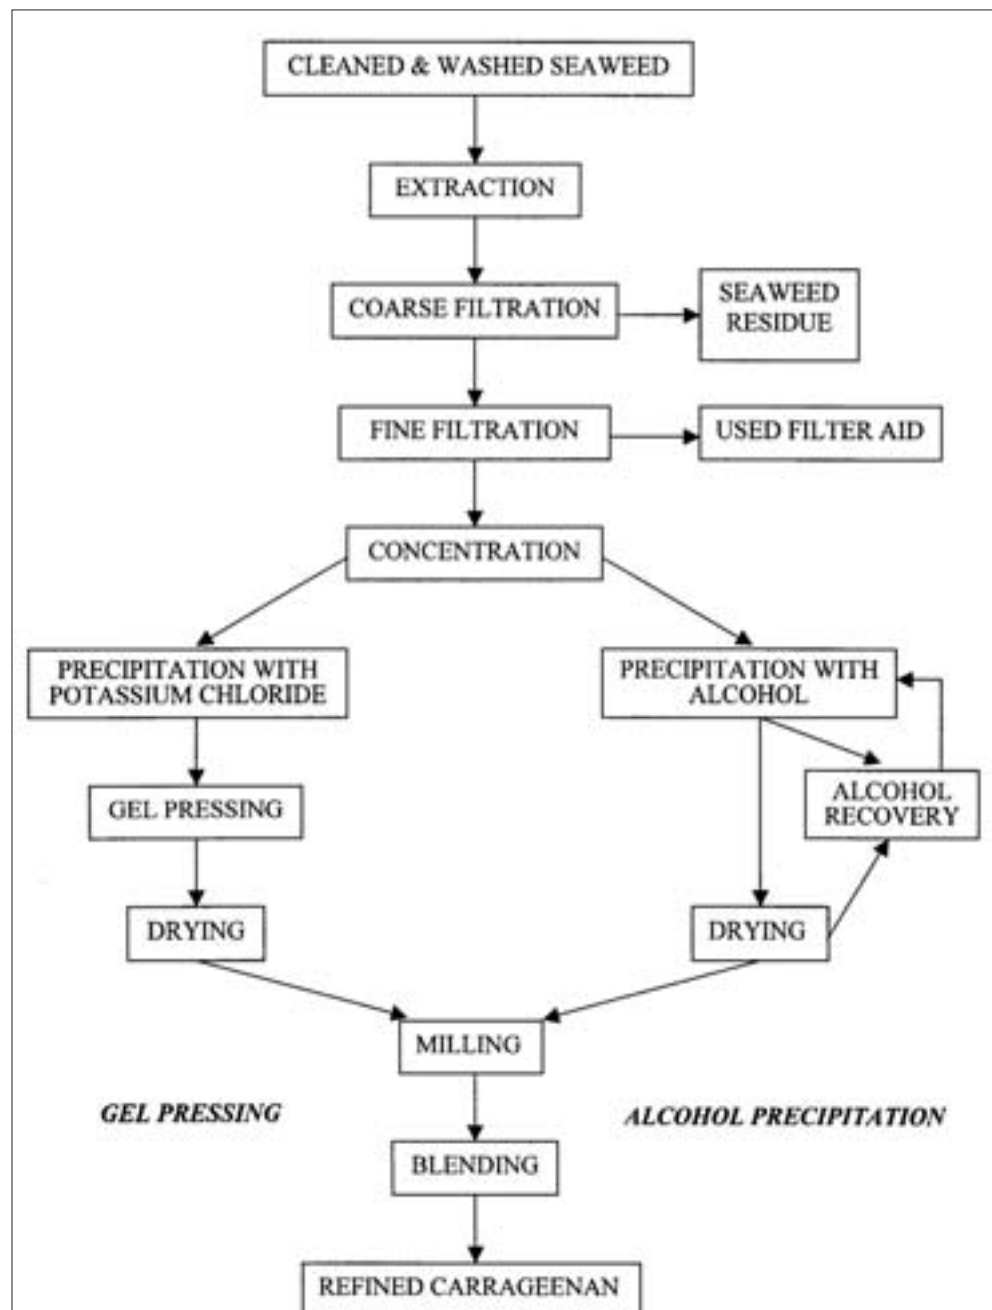 CLEANED & WASHED SEAWEED
EXTRACTION
COARSE FILTRATION
SEAWEED
RESIDUE
FINE FILTRATION
USED FILTER AID
CONCENTRATION
PRECIPITATION WITH
POTASSIUM CHLORIDE
PRECIPITATION WITH
ALCOHOL
GEL PRESSING
ALCOHOL
RECOVERY
DRYING
DRYING
MILLING
GEL PRESSING
ALCOHOL PRECIPITATION
BLENDING
REFINED CARRAGEENAN